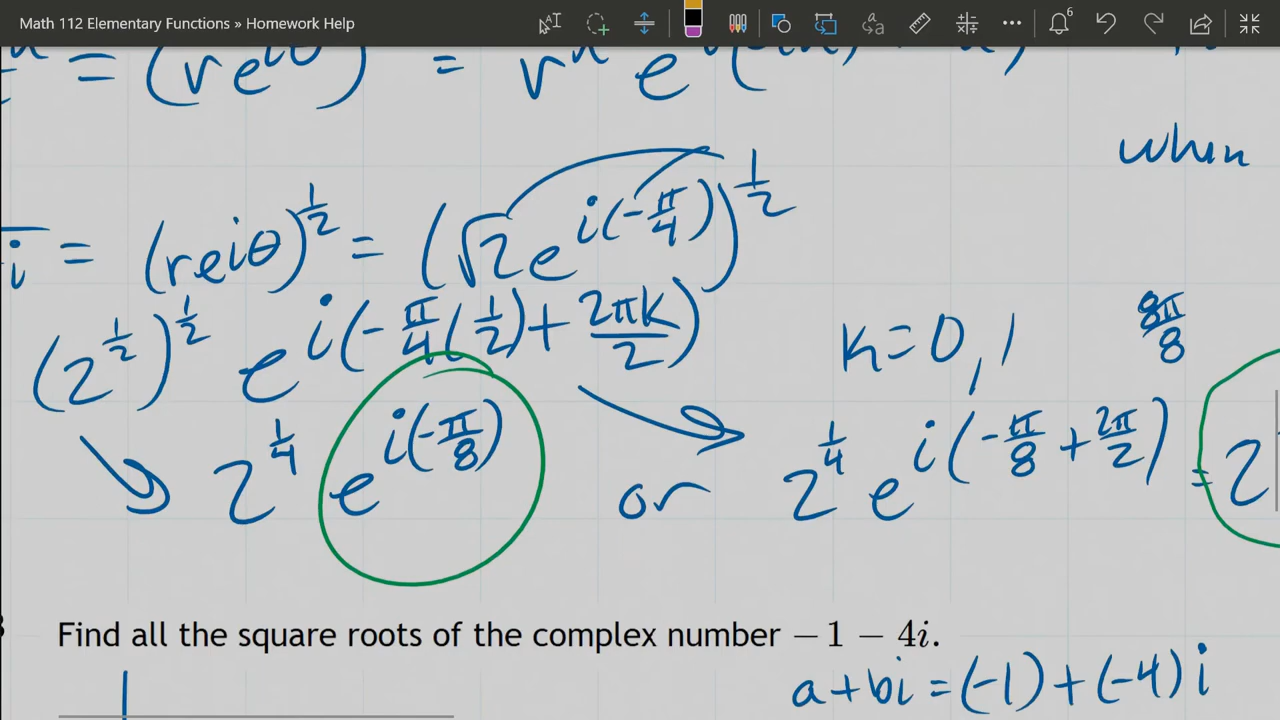 Math 112 Elementary Functions » Homework Help
6
= (re^{iθ}) = r^n e^{i(
when
i = (reiθ)^{1/2} = (√2 e^{i(-π/4)})^{1/2}
(2^{1/2})^{1/2} e^{i(-π/4(1/2)+2πk/2)} k=0,1 8π/8
2^{1/4} e^{i(-π/8)} or 2^{1/4} e^{i(-π/8+2π/2)} = 2
Find all the square roots of the complex number −1 − 4i.
a+bi=(-1)+(-4)i